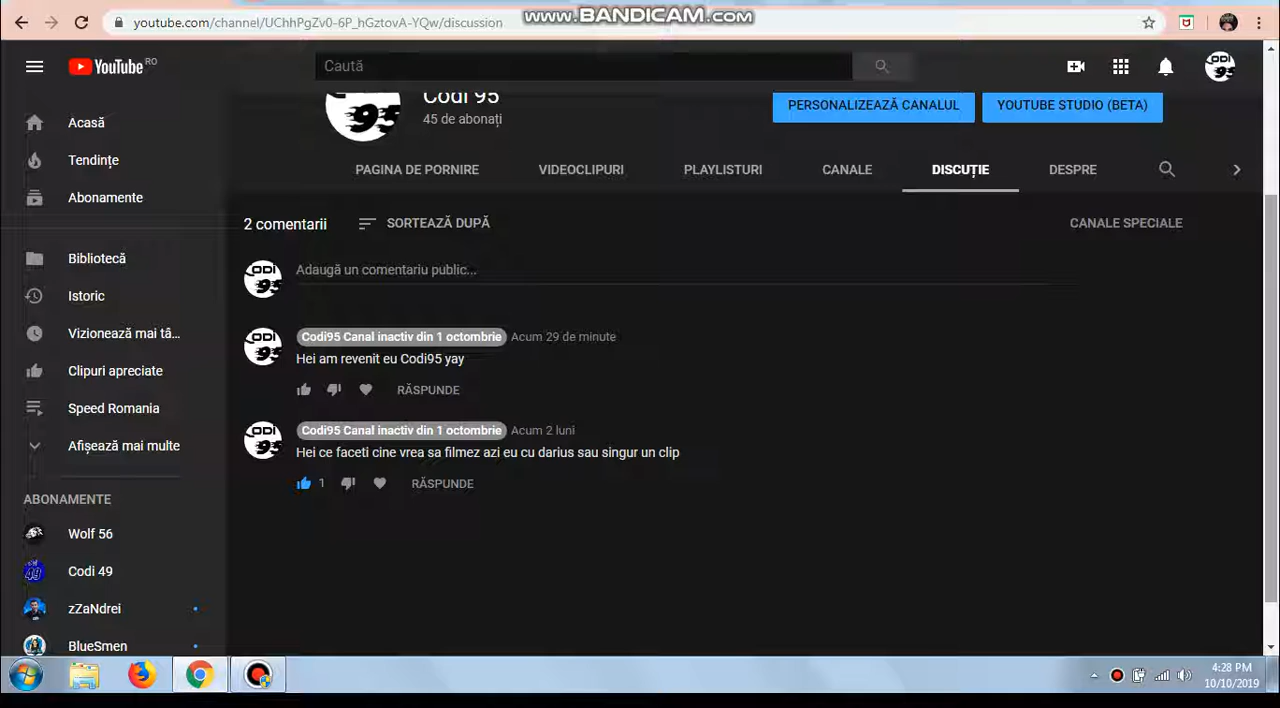 youtube.com/channel/UChhPgZv0-6P_hGztovA-YQw/discussion
www.BANDICAM.com
YouTube RO
Caută
ODI 95
Codi 95
45 de abonați
PERSONALIZEAZĂ CANALUL
YOUTUBE STUDIO (BETA)
PAGINA DE PORNIRE
VIDEOCLIPURI
PLAYLISTURI
CANALE
DISCUȚIE
DESPRE
Acasă
Tendințe
Abonamente
Bibliotecă
Istoric
Vizionează mai tâ...
Clipuri apreciate
Speed Romania
Afișează mai multe
ABONAMENTE
Wolf 56
Codi 49
zZaNdrei
BlueSmen
2 comentarii
SORTEAZĂ DUPĂ
CANALE SPECIALE
Adaugă un comentariu public...
Codi95 Canal inactiv din 1 octombrie Acum 29 de minute
Hei am revenit eu Codi95 yay
RĂSPUNDE
Codi95 Canal inactiv din 1 octombrie Acum 2 luni
Hei ce faceti cine vrea sa filmez azi eu cu darius sau singur un clip
1 RĂSPUNDE
4:28 PM
10/10/2019